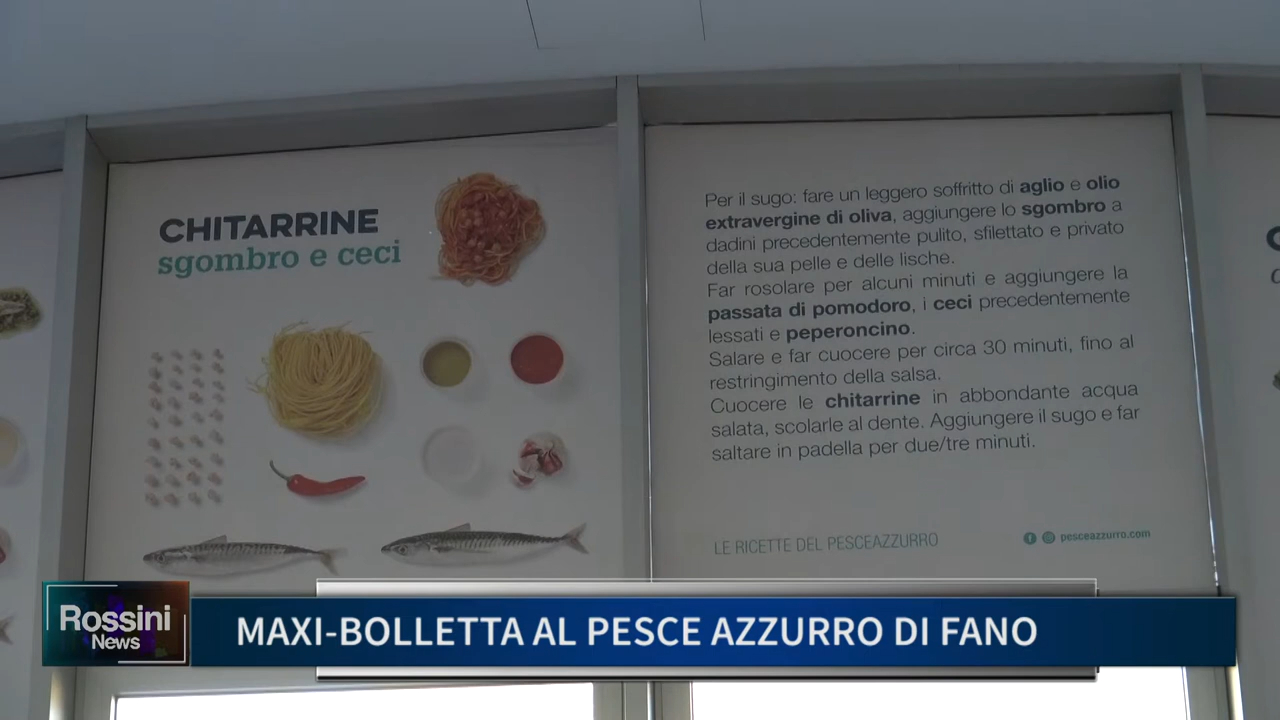 CHITARRINE
sgombro e ceci
Per il sugo: fare un leggero soffritto di aglio e olio
extravergine di oliva, aggiungere lo sgombro a
dadini precedentemente pulito, sfilettato e privato
della sua pelle e delle lische.
Far rosolare per alcuni minuti e aggiungere la
passata di pomodoro, i ceci precedentemente
lessati e peperoncino.
Salare e far cuocere per circa 30 minuti, fino al
restringimento della salsa.
Cuocere le chitarrine in abbondante acqua
salata, scolarle al dente. Aggiungere il sugo e far
saltare in padella per due/tre minuti.
LE RICETTE DEL PESCEAZZURRO
pesceazzurro.com
Rossini
News
MAXI-BOLLETTA AL PESCE AZZURRO DI FANO